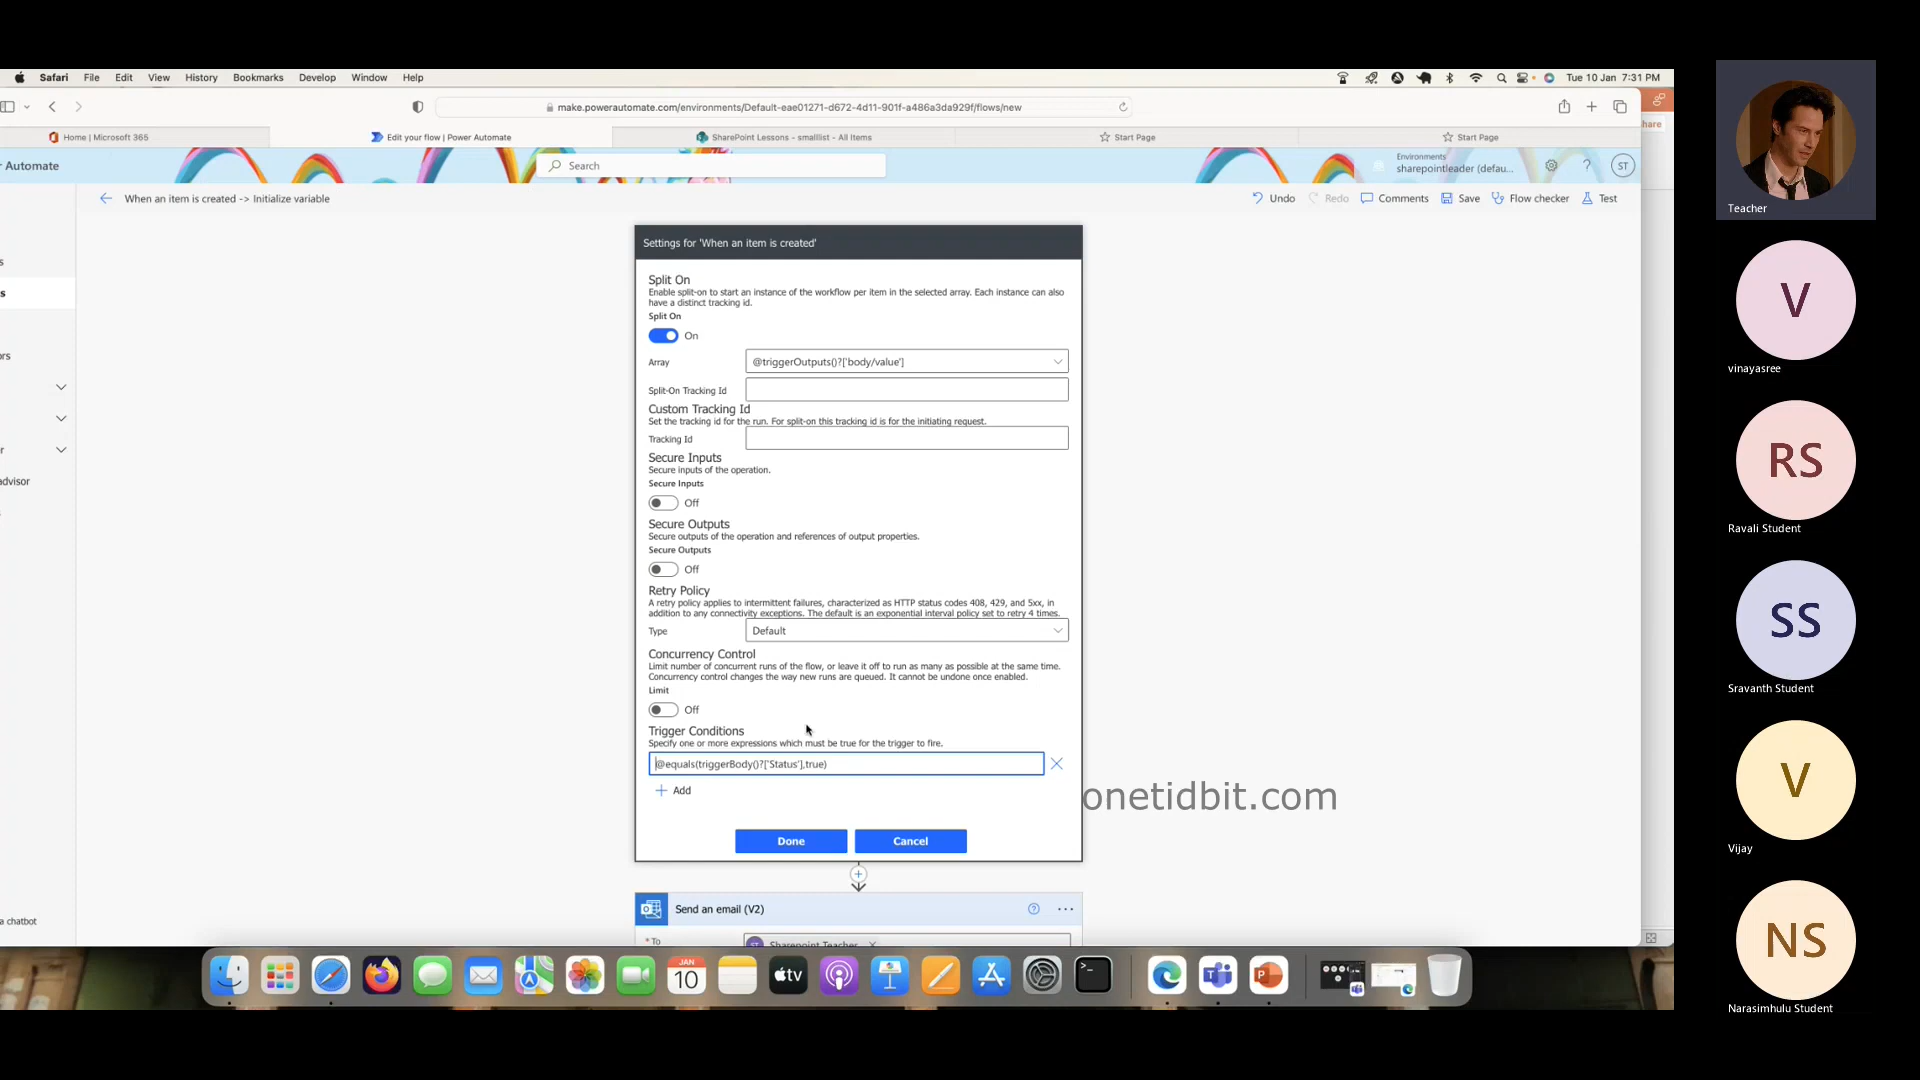 Safari File Edit View History Bookmarks Develop Window Help
Tue 10 Jan 7:31 PM
make.powerautomate.com/environments/Default-eae01271-d672-4d11-901f-a486a3da929f/flows/new
hare
Home | Microsoft 365
Edit your flow | Power Automate
SharePoint Lessons - smalllist - All Items
Start Page
Start Page
Automate
Search
Environments
sharepointleader (defau...
ST
When an item is created -> Initialize variable
Undo
Redo
Comments
Save
Flow checker
Test
Settings for 'When an item is created'
Split On
Enable split-on to start an instance of the workflow per item in the selected array. Each instance can also
have a distinct tracking id.
Split On
On
Array
@triggerOutputs()?['body/value']
Split-On Tracking Id
Custom Tracking Id
Set the tracking id for the run. For split-on this tracking id is for the initiating request.
Tracking Id
Secure Inputs
Secure inputs of the operation.
Secure Inputs
Off
Secure Outputs
Secure outputs of the operation and references of output properties.
Secure Outputs
Off
Retry Policy
A retry policy applies to intermittent failures, characterized as HTTP status codes 408, 429, and 5xx, in
addition to any connectivity exceptions. The default is an exponential interval policy set to retry 4 times.
Type
Default
Concurrency Control
Limit number of concurrent runs of the flow, or leave it off to run as many as possible at the same time.
Concurrency control changes the way new runs are queued. It cannot be undone once enabled.
Limit
Off
Trigger Conditions
Specify one or more expressions which must be true for the trigger to fire.
@equals(triggerBody()?['Status'],true)
Add
Done
Cancel
Send an email (V2)
* To
Sharepoint Teacher
s
s
ors
r
advisor
a chatbot
onetidbit.com
JAN
10
tv
Teacher
V
vinayasree
RS
Ravali Student
SS
Sravanth Student
V
Vijay
NS
Narasimhulu Student